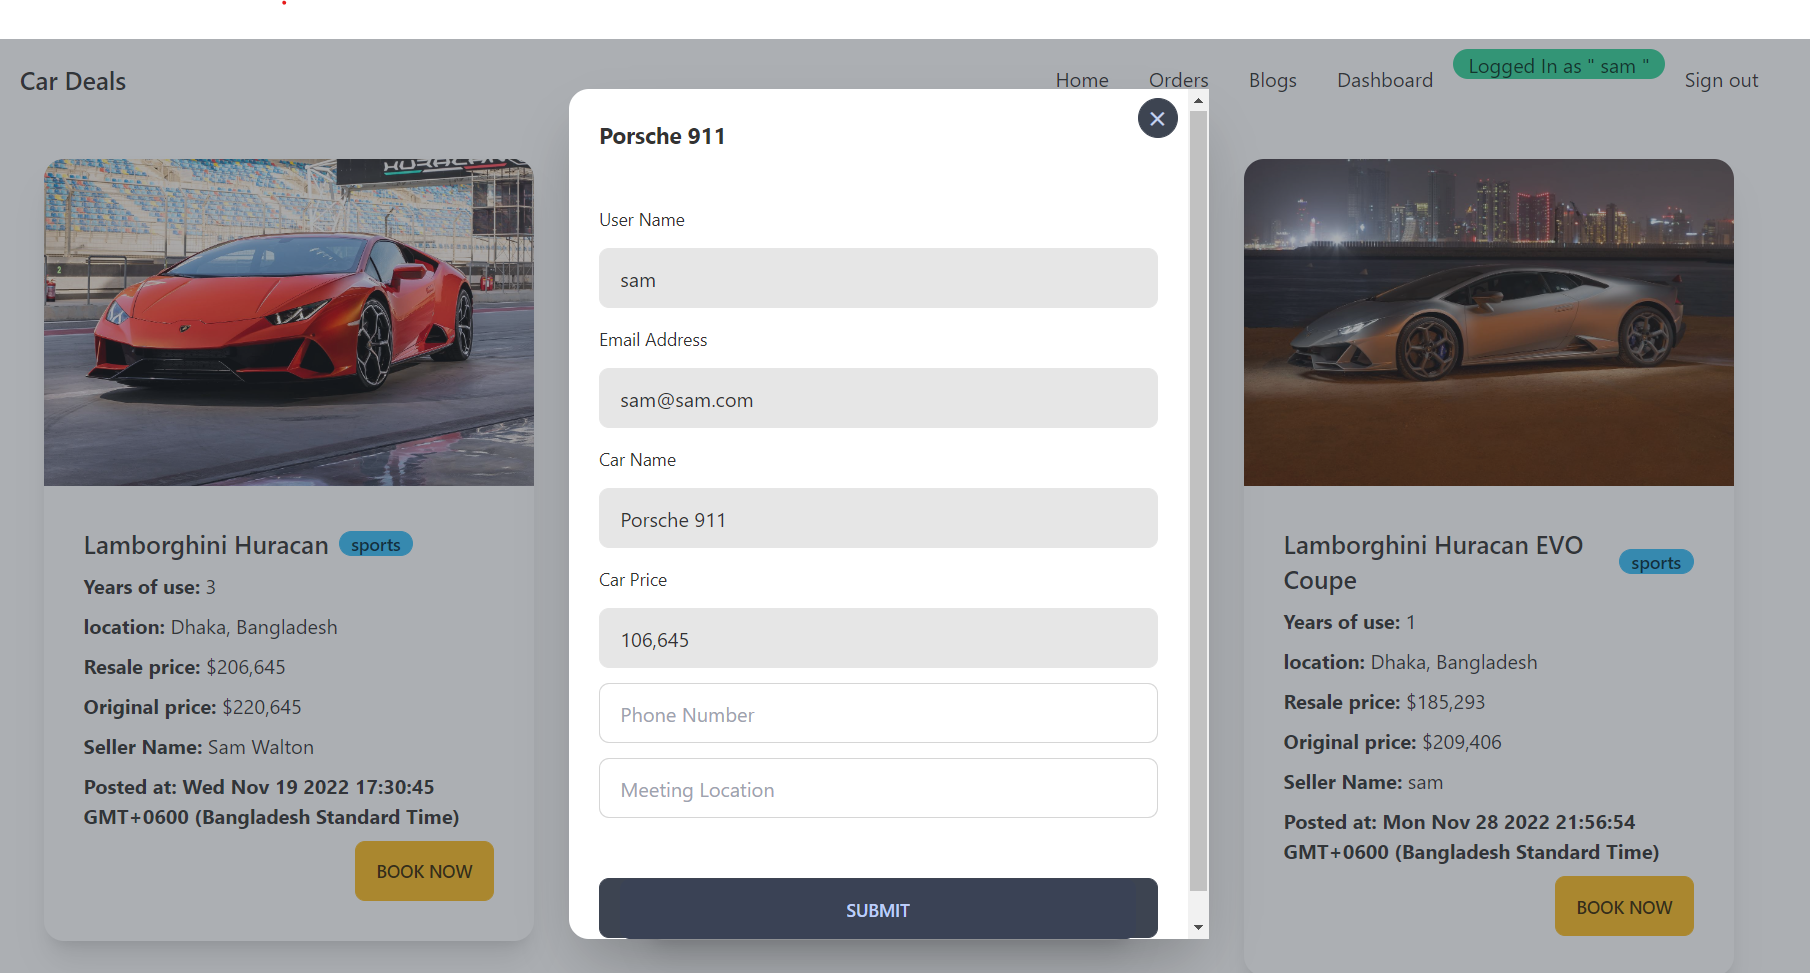 Car Deals
Home
Orders
Blogs
Dashboard
Logged In as " sam "
Sign out
Lamborghini Huracan
sports
Years of use: 3
location: Dhaka, Bangladesh
Resale price: $206,645
Original price: $220,645
Seller Name: Sam Walton
Posted at: Wed Nov 19 2022 17:30:45
GMT+0600 (Bangladesh Standard Time)
BOOK NOW
Porsche 911
User Name
sam
Email Address
sam@sam.com
Car Name
Porsche 911
Car Price
106,645
Phone Number
Meeting Location
SUBMIT
Lamborghini Huracan EVO
Coupe
sports
Years of use: 1
location: Dhaka, Bangladesh
Resale price: $185,293
Original price: $209,406
Seller Name: sam
Posted at: Mon Nov 28 2022 21:56:54
GMT+0600 (Bangladesh Standard Time)
BOOK NOW